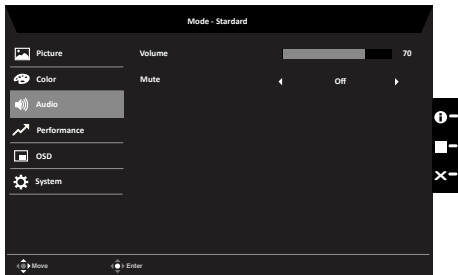 Mode - Stardard
Picture
Volume
70
Color
Mute
Off
Audio
Performance
OSD
System
Move
Enter